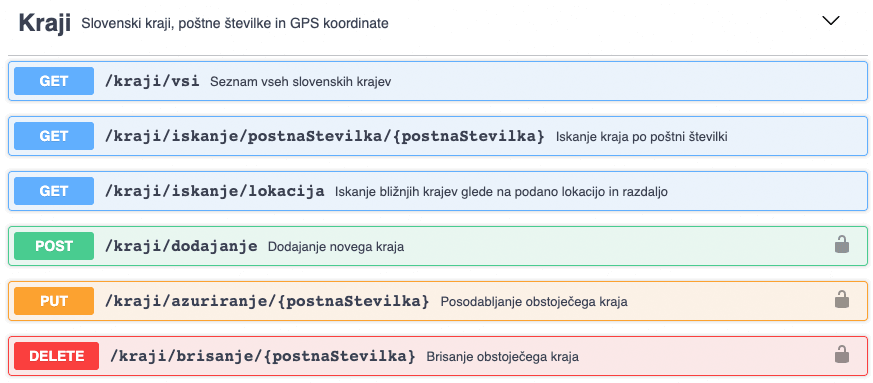 Kraji Slovenski kraji, poštne številke in GPS koordinate
GET /kraji/vsi Seznam vseh slovenskih krajev
GET /kraji/iskanje/postnaStevilka/{postnaStevilka} Iskanje kraja po poštni številki
GET /kraji/iskanje/lokacija Iskanje bližnjih krajev glede na podano lokacijo in razdaljo
POST /kraji/dodajanje Dodajanje novega kraja
PUT /kraji/azuriranje/{postnaStevilka} Posodabljanje obstoječega kraja
DELETE /kraji/brisanje/{postnaStevilka} Brisanje obstoječega kraja